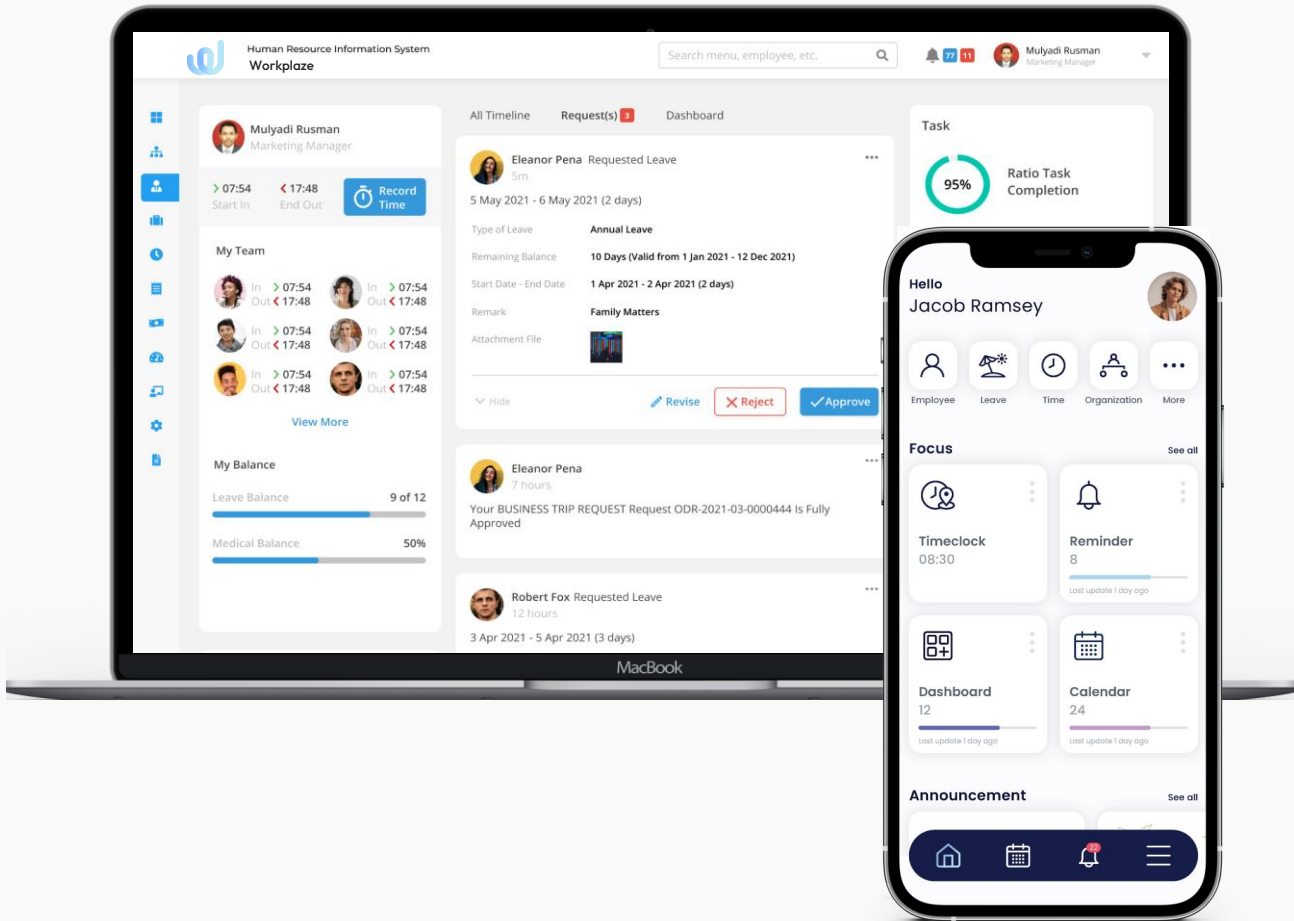 Human Resource Information System
Workplaze
Search menu, employee, etc.
77 11
Mulyadi Rusman
Marketing Manager
Mulyadi Rusman
Marketing Manager
07:54 17:48
Start In End Out
Record
Time
My Team
In > 07:54 In > 07:54
Out < 17:48 Out < 17:48
In > 07:54 In > 07:54
Out < 17:48 Out < 17:48
In > 07:54 In > 07:54
Out < 17:48 Out < 17:48
View More
My Balance
Leave Balance 9 of 12
Medical Balance 50%
All Timeline Request(s) 3 Dashboard
Eleanor Pena Requested Leave
5m
5 May 2021 - 6 May 2021 (2 days)
Type of Leave Annual Leave
Remaining Balance 10 Days (Valid from 1 Jan 2021 - 12 Dec 2021)
Start Date - End Date 1 Apr 2021 - 2 Apr 2021 (2 days)
Remark Family Matters
Attachment File
Hide Revise Reject Approve
Eleanor Pena
7 hours
Your BUSINESS TRIP REQUEST Request ODR-2021-03-0000444 Is Fully
Approved
Robert Fox Requested Leave
12 hours
3 Apr 2021 - 5 Apr 2021 (3 days)
Task
95%
Ratio Task
Completion
MacBook
Hello
Jacob Ramsey
Employee Leave Time Organization More
Focus See all
Timeclock
08:30
Reminder
8
Last update 1 day ago
Dashboard
12
Last update 1 day ago
Calendar
24
Last update 1 day ago
Announcement See all
22